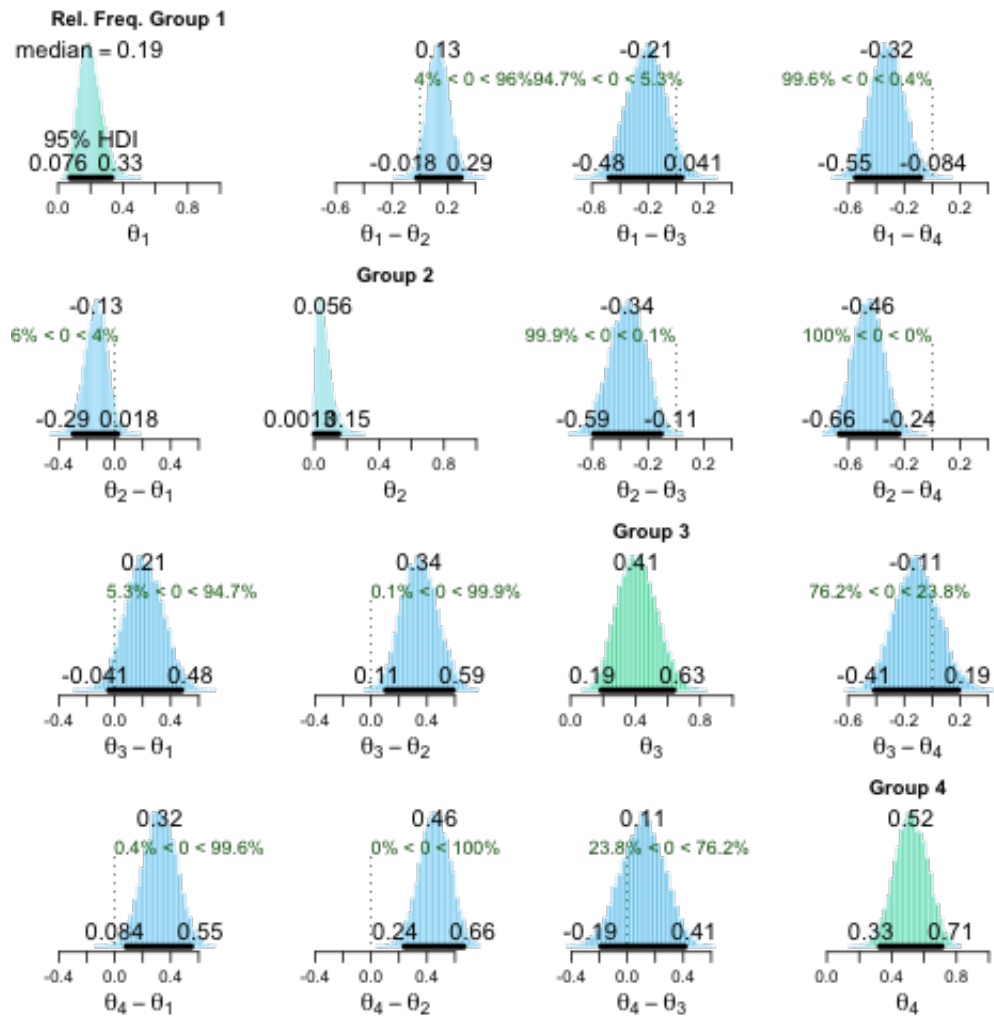 Rel. Freq. Group 1
median = 0.19
95% HDI
0.076 0.33
0.0 0.4 0.8
θ1
0.13
4% < 0 < 96%
-0.018 0.29
-0.6 -0.2 0.2
θ1 − θ2
-0.21
94.7% < 0 < 5.3%
-0.48 0.041
-0.6 -0.2 0.2
θ1 − θ3
-0.32
99.6% < 0 < 0.4%
-0.55 -0.084
-0.6 -0.2 0.2
θ1 − θ4
-0.13
6% < 0 < 4%
-0.29 0.018
-0.4 0.0 0.4
θ2 − θ1
Group 2
0.056
0.0013 0.15
0.0 0.4 0.8
θ2
-0.34
99.9% < 0 < 0.1%
-0.59 -0.11
-0.6 -0.2 0.2
θ2 − θ3
-0.46
100% < 0 < 0%
-0.66 -0.24
-0.6 -0.2 0.2
θ2 − θ4
0.21
5.3% < 0 < 94.7%
-0.041 0.48
-0.4 0.0 0.4
θ3 − θ1
0.34
0.1% < 0 < 99.9%
0.11 0.59
-0.4 0.0 0.4
θ3 − θ2
Group 3
0.41
0.19 0.63
0.0 0.4 0.8
θ3
-0.11
76.2% < 0 < 23.8%
-0.41 0.19
-0.6 -0.2 0.2
θ3 − θ4
0.32
0.4% < 0 < 99.6%
0.084 0.55
-0.4 0.0 0.4
θ4 − θ1
0.46
0% < 0 < 100%
0.24 0.66
-0.4 0.0 0.4
θ4 − θ2
0.11
23.8% < 0 < 76.2%
-0.19 0.41
-0.4 0.0 0.4
θ4 − θ3
Group 4
0.52
0.33 0.71
0.0 0.4 0.8
θ4